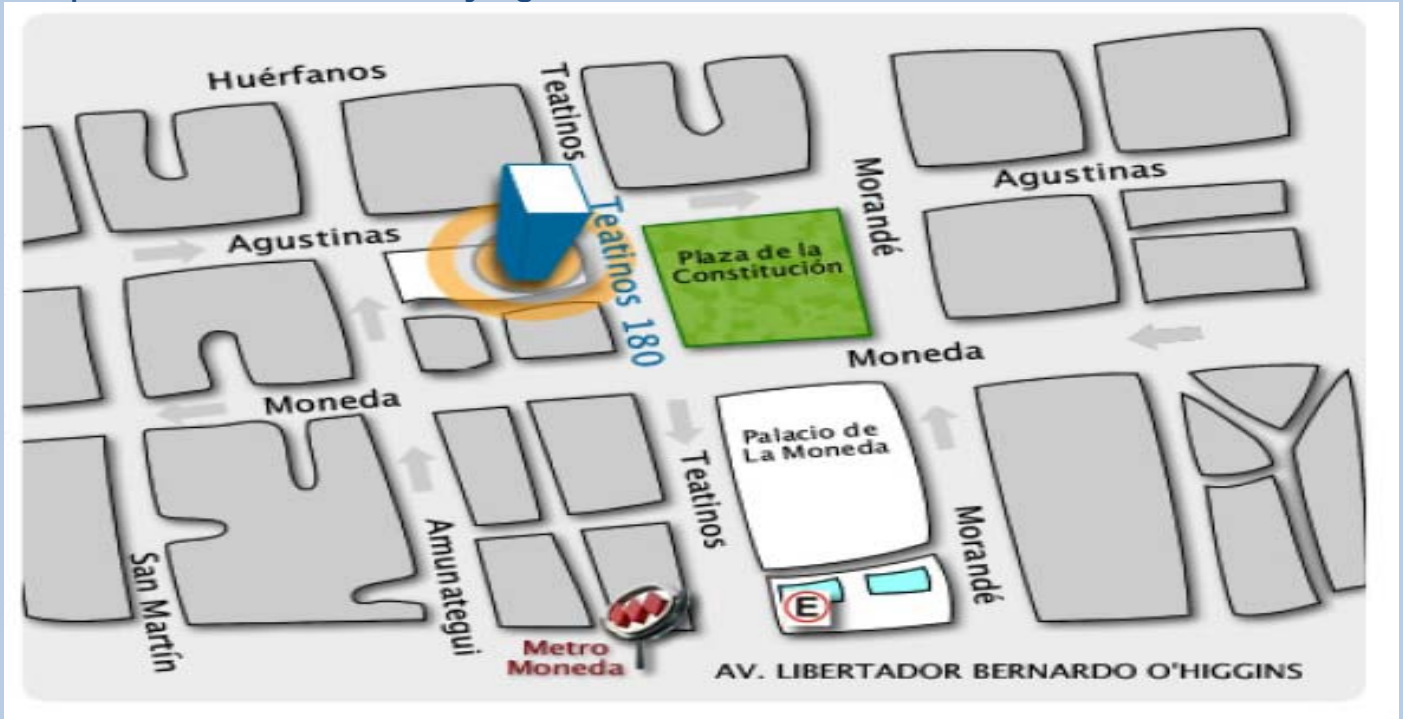 Huérfanos
Teatinos
Agustinas
Morandé
Agustinas
Teatinos 180
Plaza de la
Constitución
Moneda
Moneda
Palacio de
La Moneda
Teatinos
Morandé
Amunategui
San Martín
E
Metro
Moneda
AV. LIBERTADOR BERNARDO O'HIGGINS